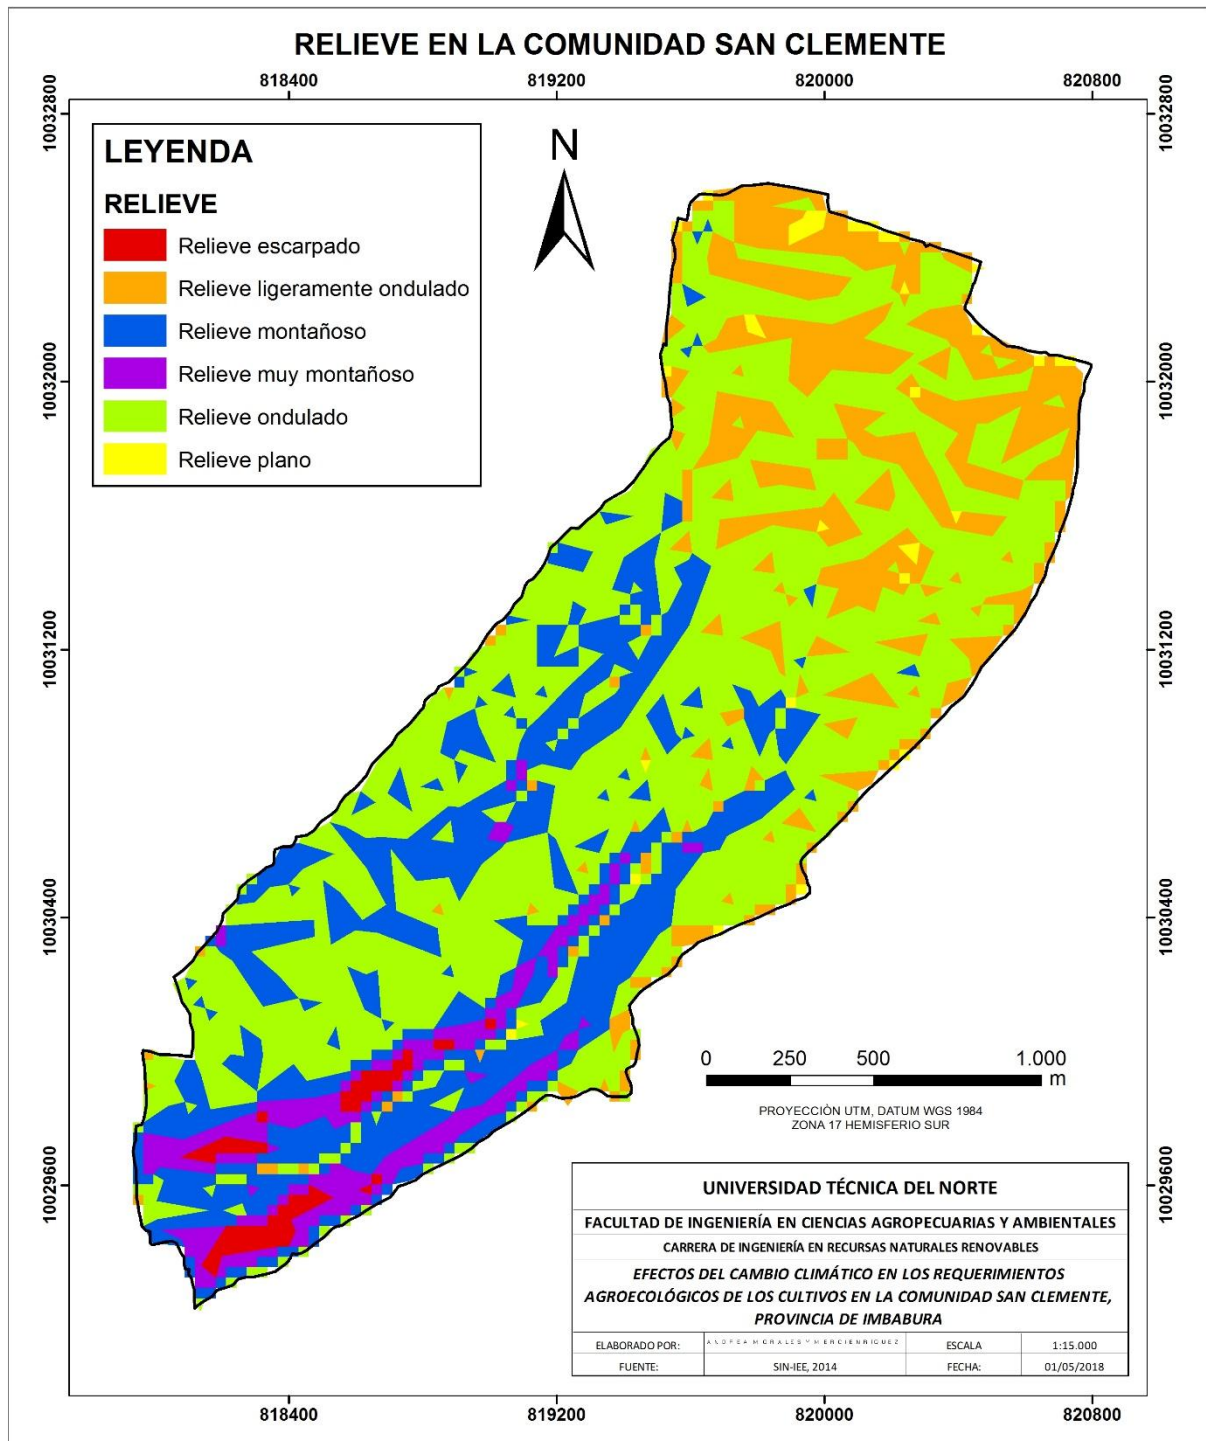 RELIEVE EN LA COMUNIDAD SAN CLEMENTE
818400 819200 820000 820800
10032800 10032800
LEYENDA
N
RELIEVE
Relieve escarpado
Relieve ligeramente ondulado
Relieve montañoso
Relieve muy montañoso
Relieve ondulado
Relieve plano
10032000 10032000
10031200 10031200
10030400 10030400
0 250 500 1.000
m
PROYECCIÒN UTM, DATUM WGS 1984
ZONA 17 HEMISFERIO SUR
10029600 10029600
UNIVERSIDAD TÉCNICA DEL NORTE
FACULTAD DE INGENIERÍA EN CIENCIAS AGROPECUARIAS Y AMBIENTALES
CARRERA DE INGENIERÍA EN RECURSAS NATURALES RENOVABLES
EFECTOS DEL CAMBIO CLIMÁTICO EN LOS REQUERIMIENTOS
AGROECOLÓGICOS DE LOS CULTIVOS EN LA COMUNIDAD SAN CLEMENTE,
PROVINCIA DE IMBABURA
ELABORADO POR: ANDREA MORALES Y MERCI ENRÍQUEZ ESCALA 1:15.000
FUENTE: SIN-IEE, 2014 FECHA: 01/05/2018
818400 819200 820000 820800